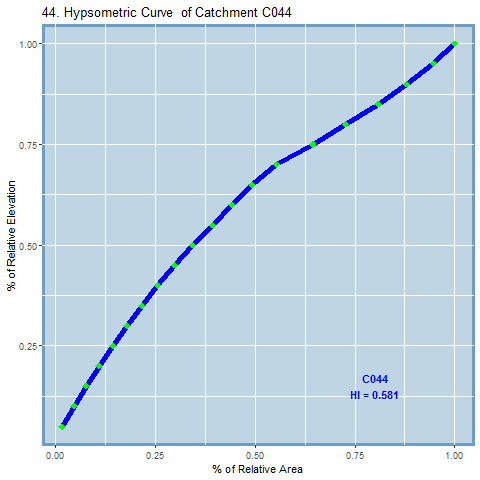 44. Hypsometric Curve  of Catchment C044
1.00
0.75
0.50
0.25
% of Relative Elevation
C044
HI = 0.581
0.00 0.25 0.50 0.75 1.00
% of Relative Area